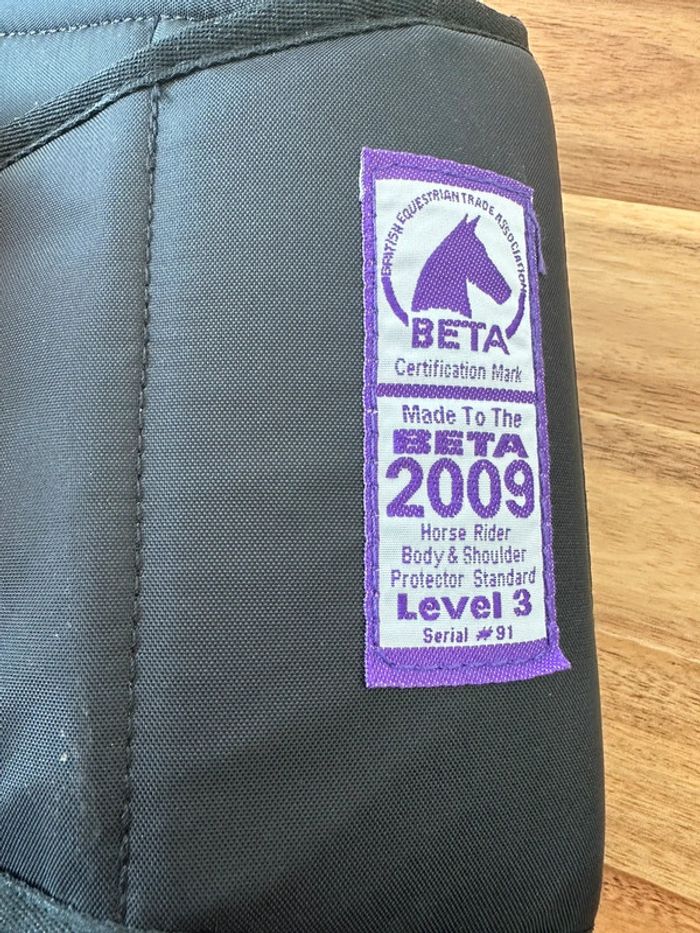 BRITISH EQUESTRIAN TRADE ASSOCIATION
BETA
Certification Mark
Made To The
BETA
2009
Horse Rider
Body & Shoulder
Protector Standard
Level 3
Serial #91